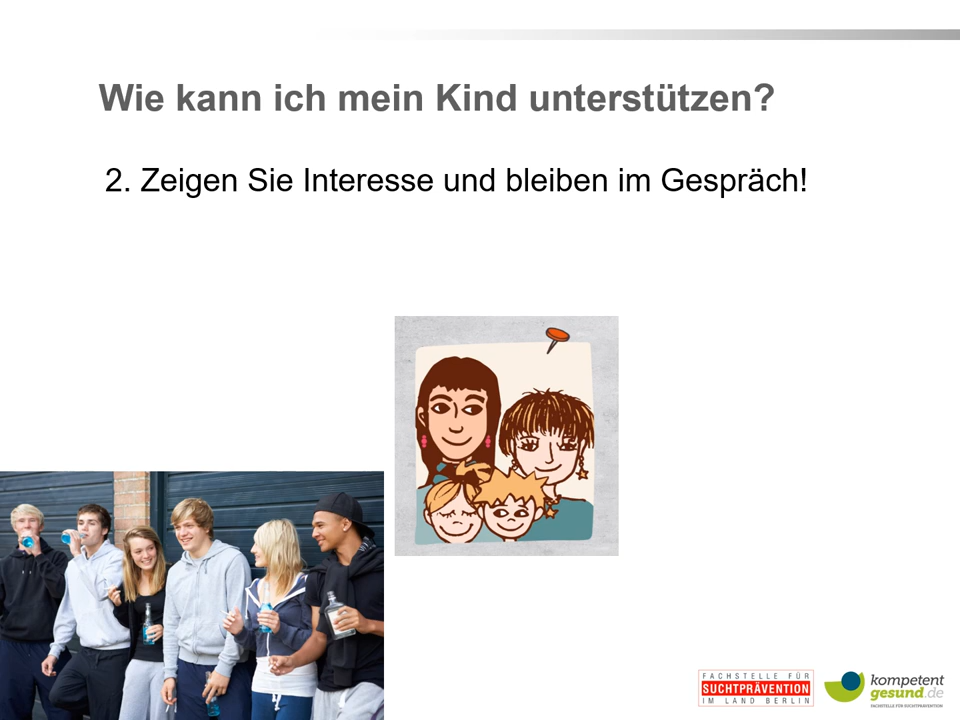 Wie kann ich mein Kind unterstützen?
2. Zeigen Sie Interesse und bleiben im Gespräch!
FACHSTELLE FÜR
SUCHTPRÄVENTION
IM LAND BERLIN
kompetent
gesund.de
FACHSTELLE FÜR SUCHTPRÄVENTION